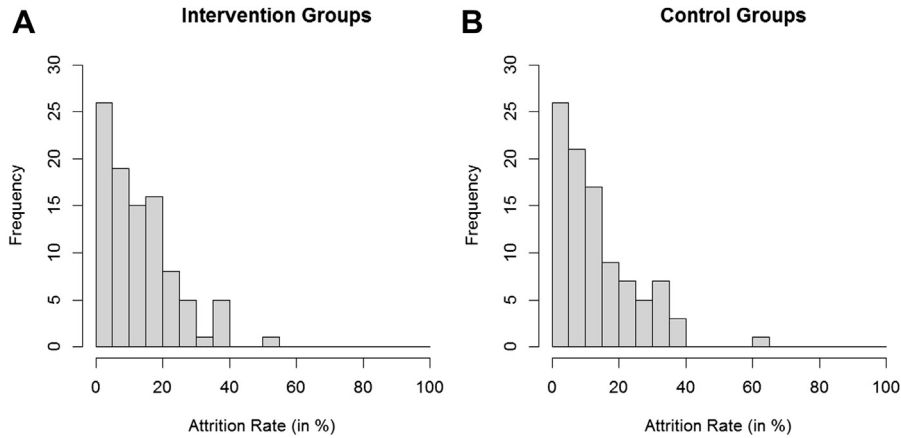 A
Intervention Groups
Frequency
30
25
20
15
10
5
0
0 20 40 60 80 100
Attrition Rate (in %)
B
Control Groups
Frequency
30
25
20
15
10
5
0
0 20 40 60 80 100
Attrition Rate (in %)